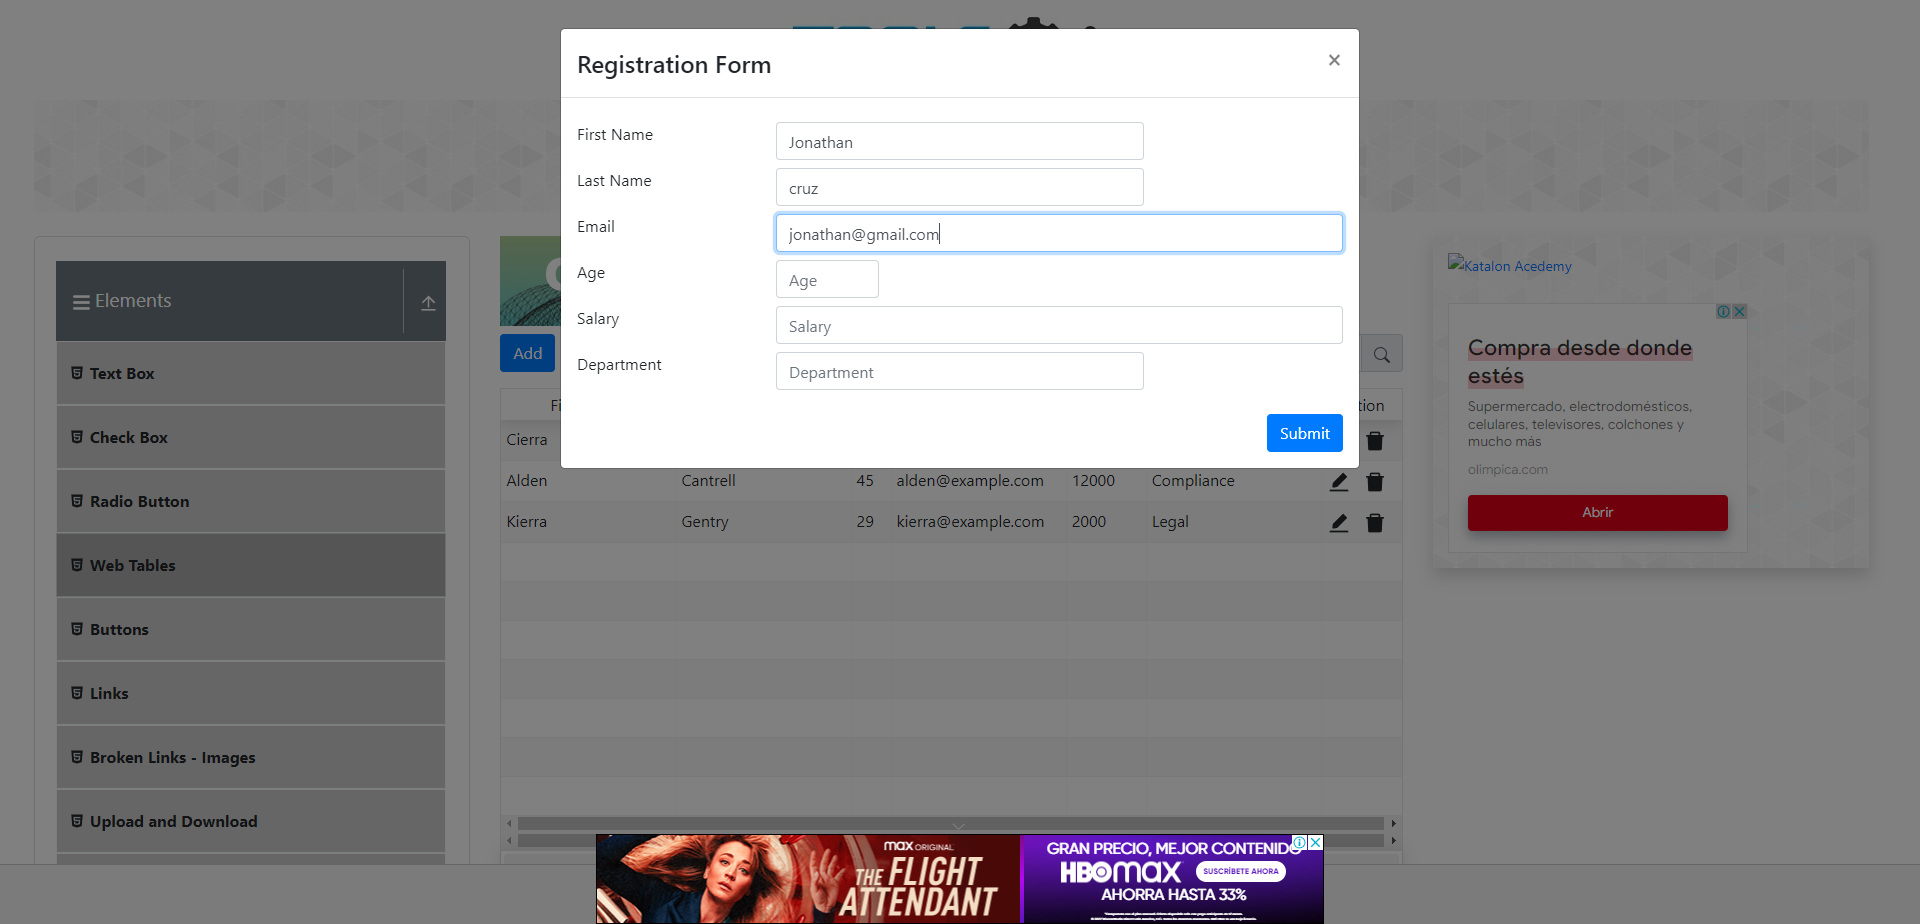 Registration Form
×
First Name
Jonathan
Last Name
cruz
Email
jonathan@gmail.com
Age
Age
Salary
Salary
Department
Department
Submit
Elements
Text Box
Check Box
Radio Button
Web Tables
Buttons
Links
Broken Links - Images
Upload and Download
Add
Cierra
Alden Cantrell 45 alden@example.com 12000 Compliance
Kierra Gentry 29 kierra@example.com 2000 Legal
Katalon Acedemy
Compra desde donde
estés
Supermercado, electrodomésticos,
celulares, televisores, colchones y
mucho más
olimpica.com
Abrir
max ORIGINAL
THE FLIGHT
ATTENDANT
GRAN PRECIO, MEJOR CONTENIDO
HBOMAX
SUSCRÍBETE AHORA
AHORRA HASTA 33%